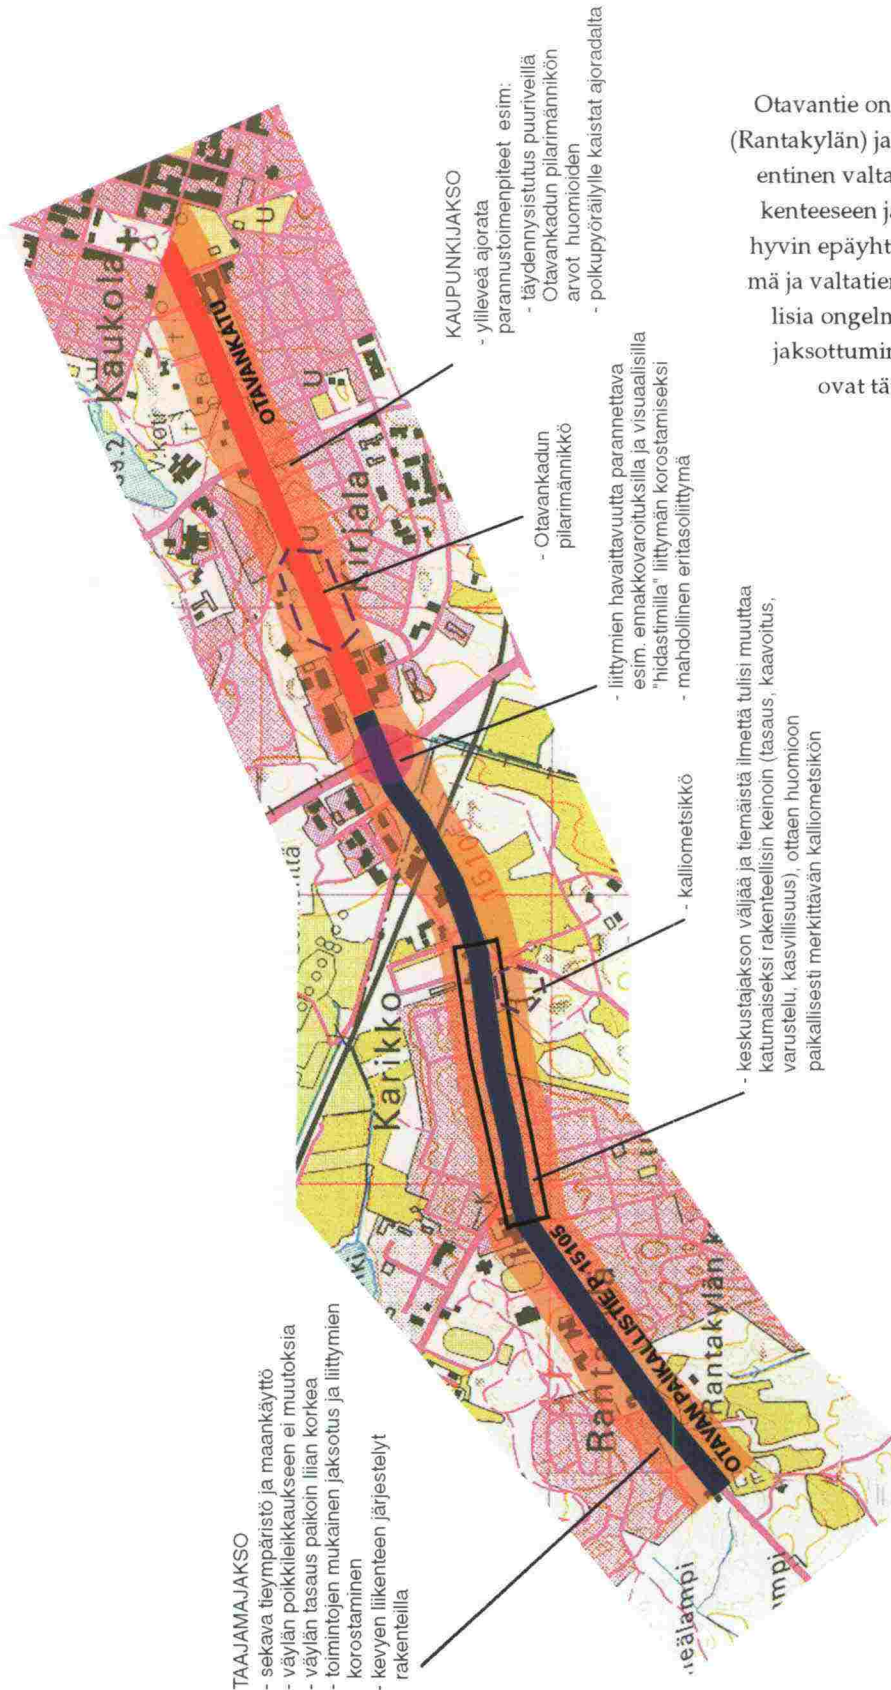 TAAJAMAJAKSO
- sekava tieympäristö ja maankäyttö
- väylän poikkileikkaukseen ei muutoksia
- väylän tasaus paikoin liian korkea
- toimintojen mukainen jaksotus ja liittymien
korostaminen
- kevyen liikenteen järjestelyt
rakenteilla
KAUPUNKIJAKSO
- ylileveä ajorata
parannustoimenpiteet esim:
- täydennysistutus puuriveillä
Otavankadun pilarimännikön
arvot huomioiden
- polkupyöräilylle kaistat ajoradalta
- Otavankadun
pilarimännikkö
- liittymien havaittavuutta parannettava
esim. ennakkovaroituksilla ja visuaalisilla
"hidastimilla" liittymän korostamiseksi
- mahdollinen eritasoliittymä
- kalliometsikkö
- keskustajakson väljää ja tiemäistä ilmettä tulisi muuttaa
katumaiseksi rakenteellisin keinoin (tasaus, kaavoitus,
varustelu, kasvillisuus), ottaen huomioon
paikallisesti merkittävän kalliometsikön
Kaukola
V.koti
OTAVANKATU
U
U
U
Kirjala
15105
Karikko
K
OTAVAN PAIKALLISTIE P 15105
Rantakylän k
mpi
Otavantie on
(Rantakylän) ja
entinen valta
kenteeseen ja
hyvin epäyht
mä ja valtatien
lisia ongelm
jaksottumin
ovat tä